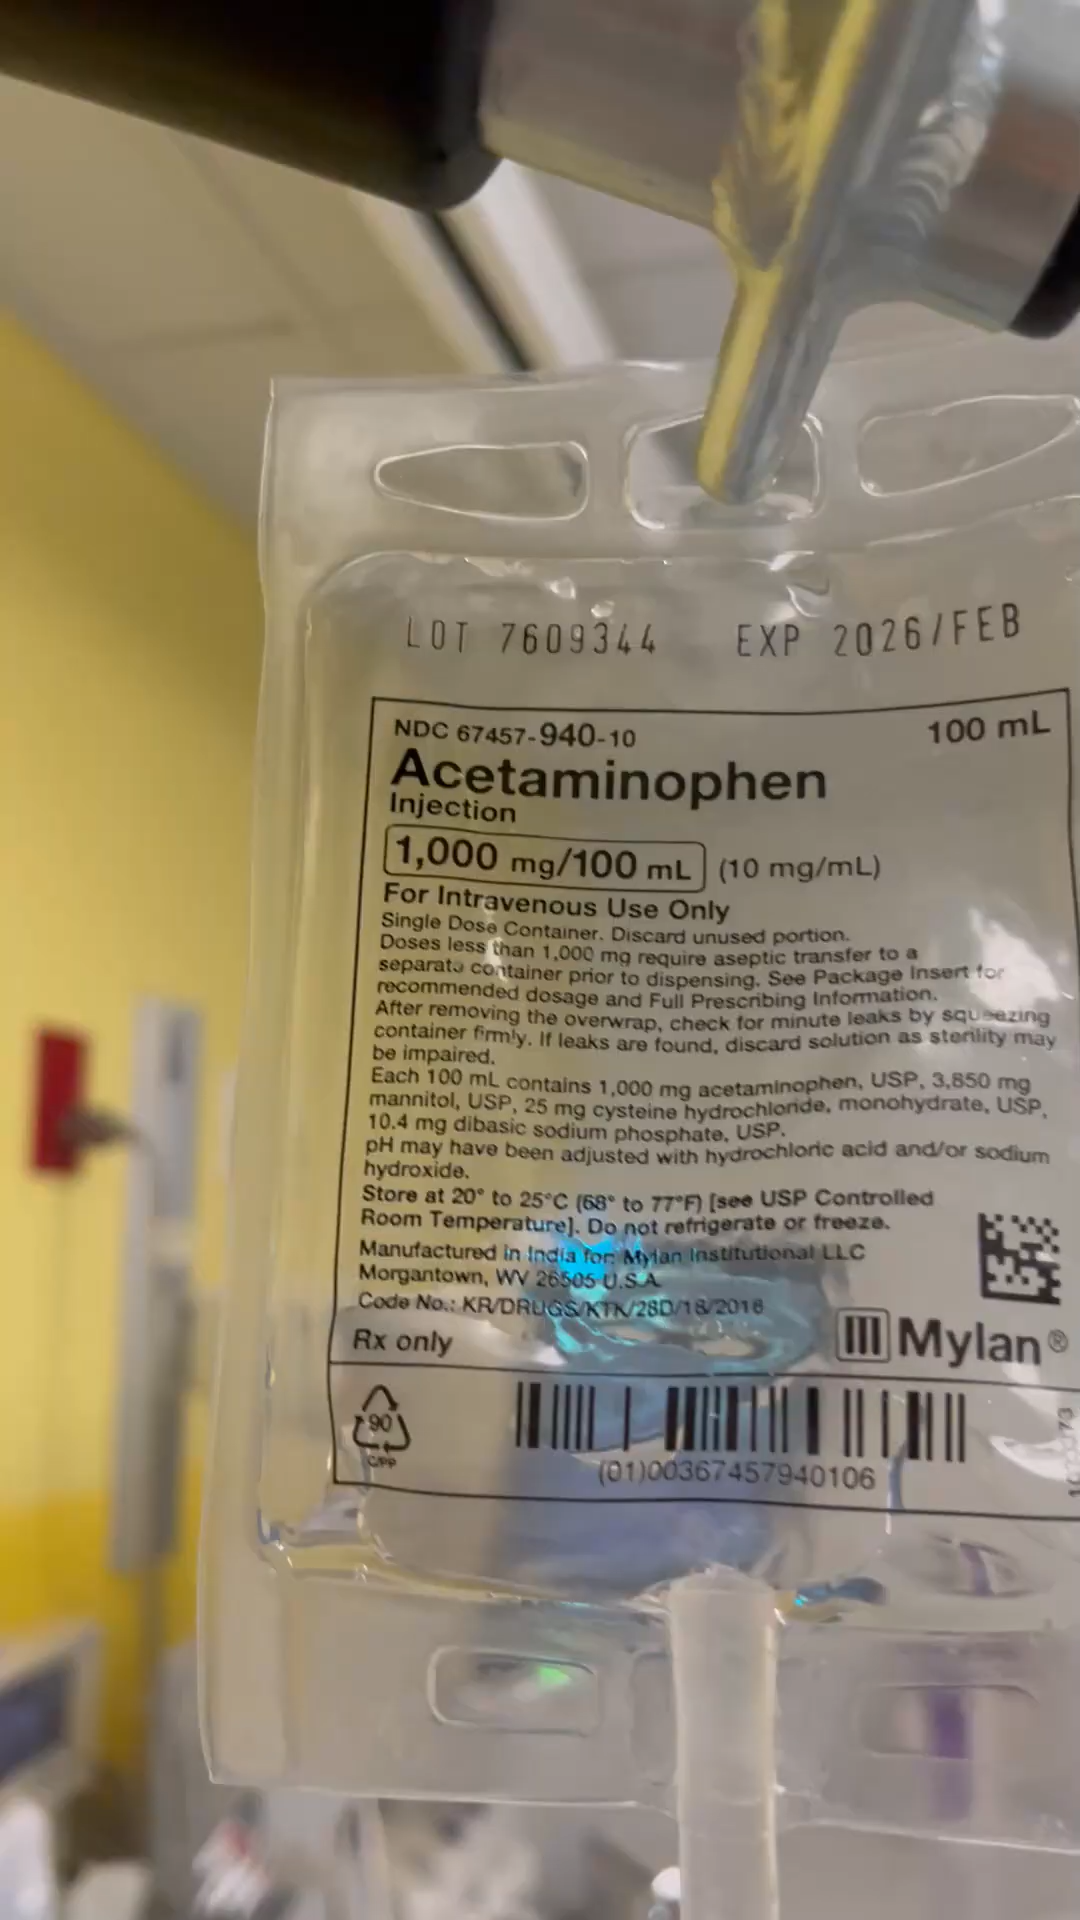 LOT 7609344 EXP 2026/FEB
NDC 67457-940-10 100 mL
Acetaminophen
Injection
1,000 mg/100 mL (10 mg/mL)
For Intravenous Use Only
Single Dose Container. Discard unused portion.
Doses less than 1,000 mg require aseptic transfer to a
separate container prior to dispensing. See Package Insert for
recommended dosage and Full Prescribing Information.
After removing the overwrap, check for minute leaks by squeezing
container firmly. If leaks are found, discard solution as sterility may
be impaired.
Each 100 mL contains 1,000 mg acetaminophen, USP, 3,850 mg
mannitol, USP, 25 mg cysteine hydrochloride, monohydrate, USP,
10.4 mg dibasic sodium phosphate, USP.
pH may have been adjusted with hydrochloric acid and/or sodium
hydroxide.
Store at 20° to 25°C (68° to 77°F) [see USP Controlled
Room Temperature]. Do not refrigerate or freeze.
Manufactured in India for: Mylan Institutional LLC
Morgantown, WV 26505 U.S.A.
Code No.: KR/DRUGS/KTK/28D/18/2016
Rx only
Mylan®
90
C/PP
(01)00367457940106